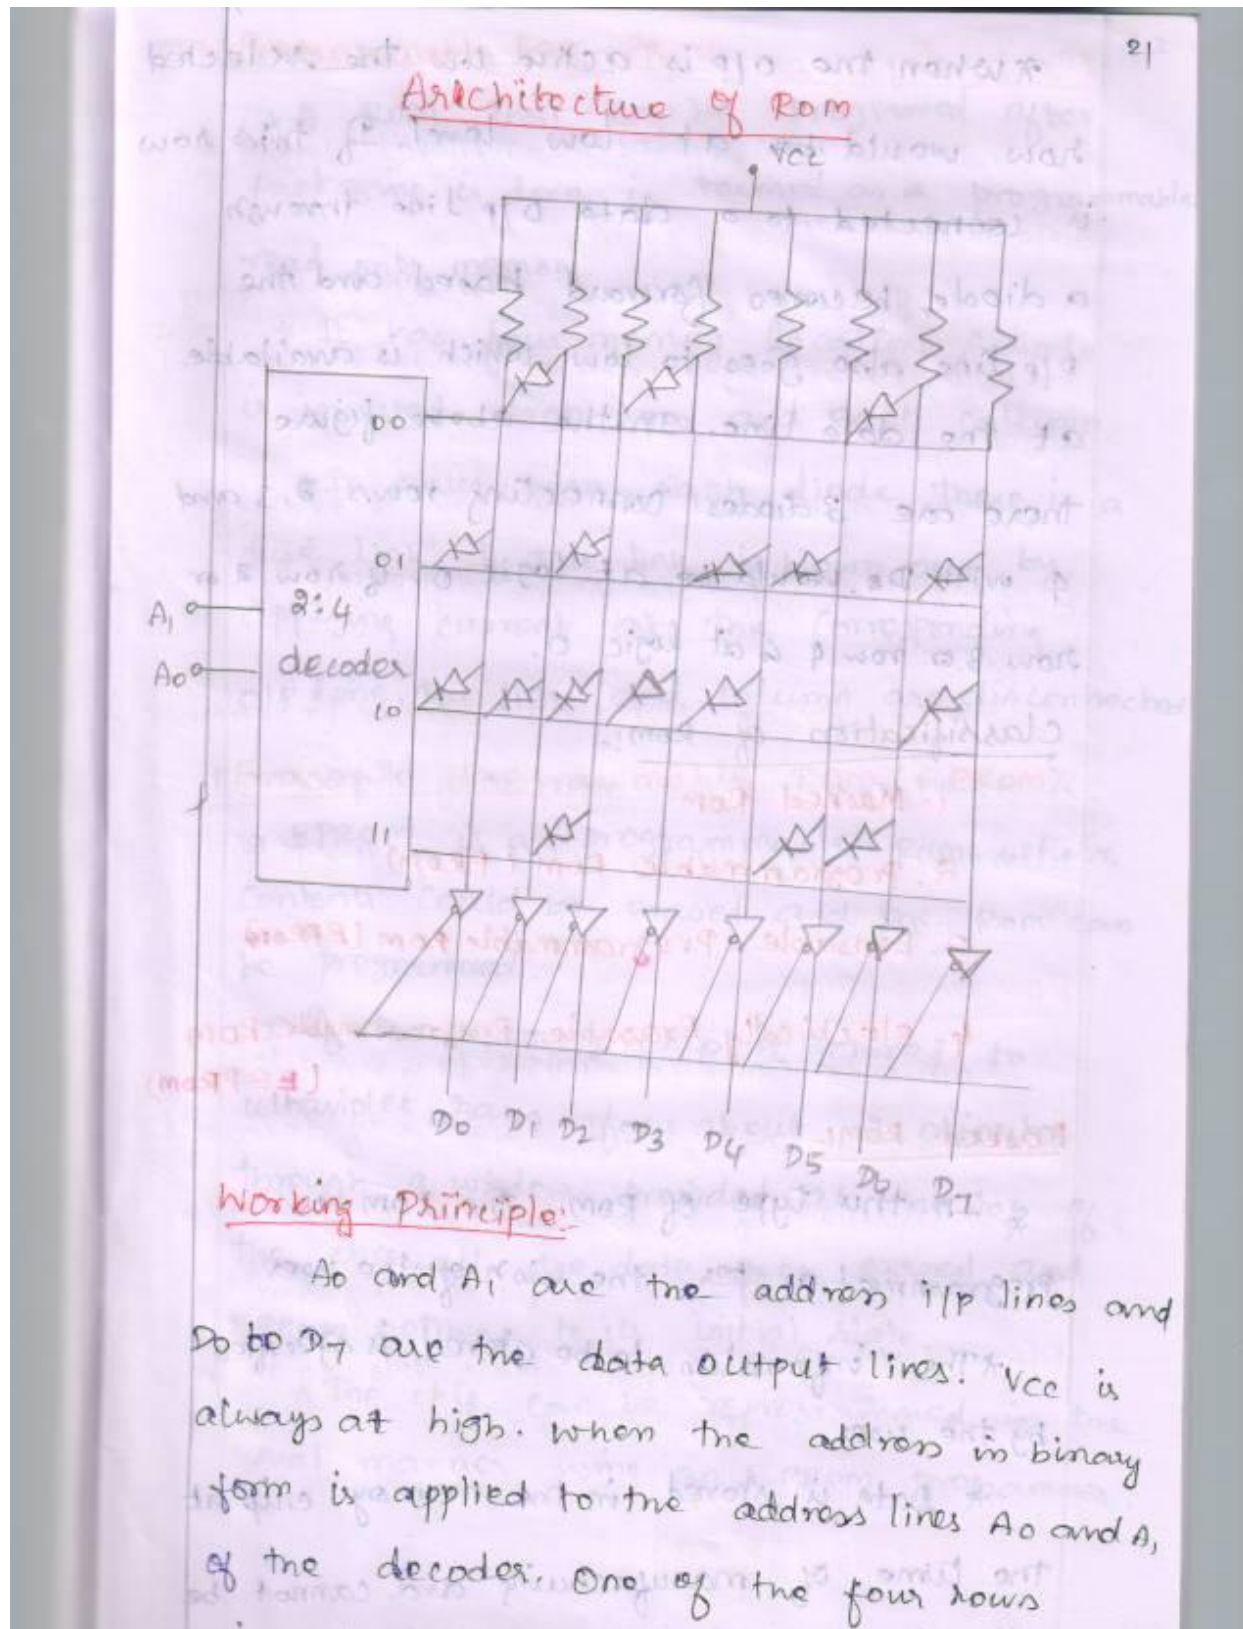 21
Architecture of ROM
Vcc
00
01
A1
2:4
A0
decoder
10
11
D0 D1 D2 D3 D4 D5 D6 D7
Working Principle:
A0 and A1 are the address i/p lines and
D0 to D7 are the data output lines. Vcc is
always at high. when the address in binary
form is applied to the address lines A0 and A1
of the decoder. One of the four rows